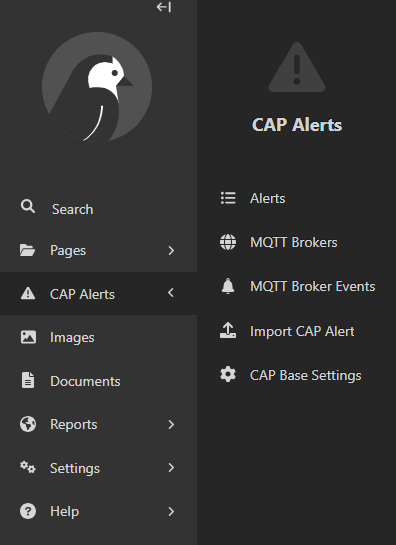 Search
Pages
CAP Alerts
Images
Documents
Reports
Settings
Help
CAP Alerts
Alerts
MQTT Brokers
MQTT Broker Events
Import CAP Alert
CAP Base Settings